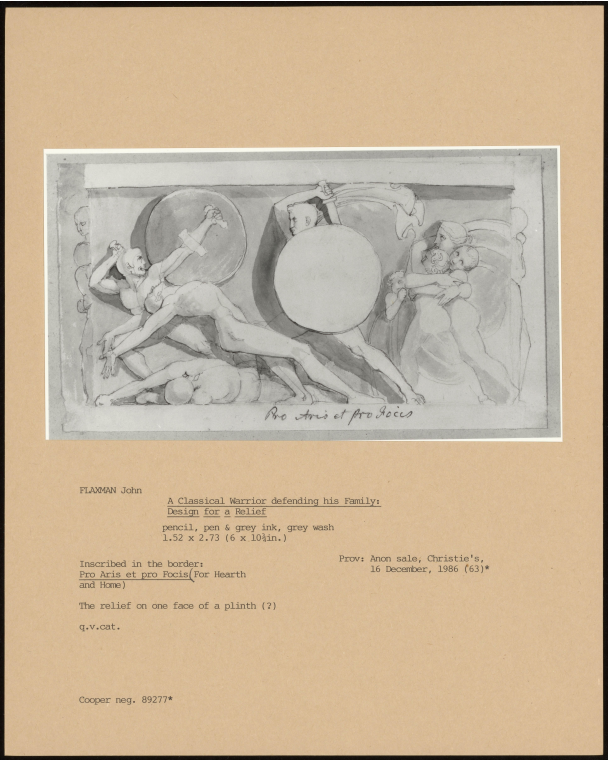 Pro Aris et pro Focis
FLAXMAN John
A Classical Warrior defending his Family:
Design for a Relief
pencil, pen & grey ink, grey wash
1.52 x 2.73 (6 x 10¾in.)
Prov: Anon sale, Christie's,
16 December, 1986 (63)*
Inscribed in the border:
Pro Aris et pro Focis(For Hearth
and Home)
The relief on one face of a plinth (?)
q.v.cat.
Cooper neg. 89277*